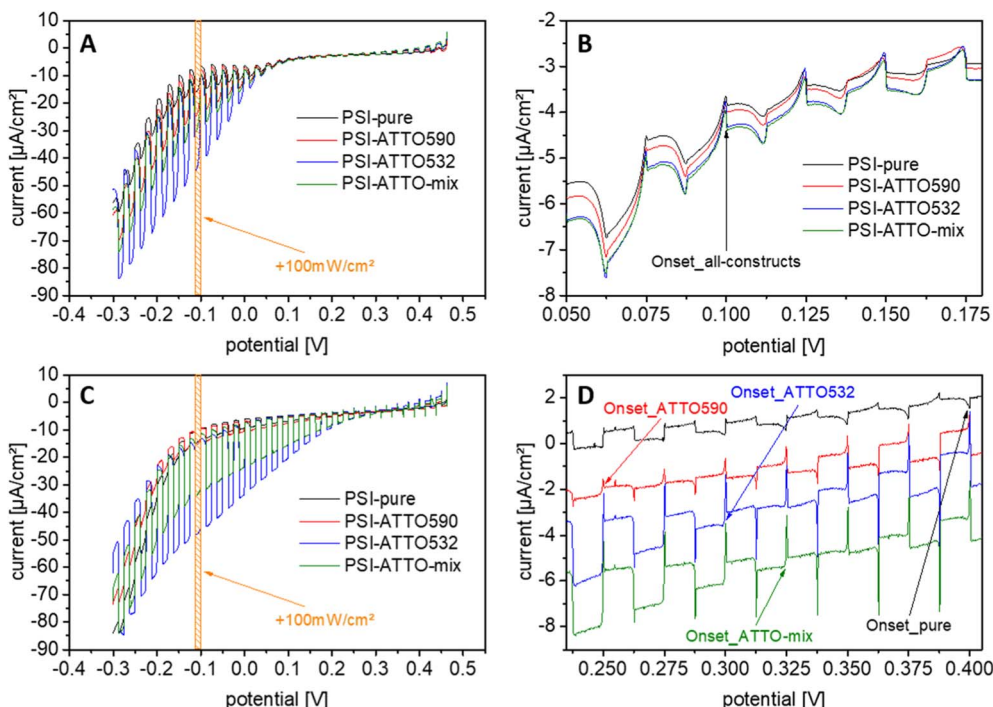 A
10
0
-10
-20
-30
-40
-50
-60
-70
-80
-90
current [µA/cm²]
PSI-pure
PSI-ATTO590
PSI-ATTO532
PSI-ATTO-mix
+100mW/cm²
-0.4 -0.3 -0.2 -0.1 0.0 0.1 0.2 0.3 0.4 0.5
potential [V]
B
-2
-3
-4
-5
-6
-7
-8
current [µA/cm²]
PSI-pure
PSI-ATTO590
PSI-ATTO532
PSI-ATTO-mix
Onset_all-constructs
0.050 0.075 0.100 0.125 0.150 0.175
potential [V]
C
10
0
-10
-20
-30
-40
-50
-60
-70
-80
-90
current [µA/cm²]
PSI-pure
PSI-ATTO590
PSI-ATTO532
PSI-ATTO-mix
+100mW/cm²
-0.4 -0.3 -0.2 -0.1 0.0 0.1 0.2 0.3 0.4 0.5
potential [V]
D
2
0
-2
-4
-6
-8
current [µA/cm²]
Onset_ATTO532
Onset_ATTO590
Onset_pure
Onset_ATTO-mix
0.250 0.275 0.300 0.325 0.350 0.375 0.400
potential [V]